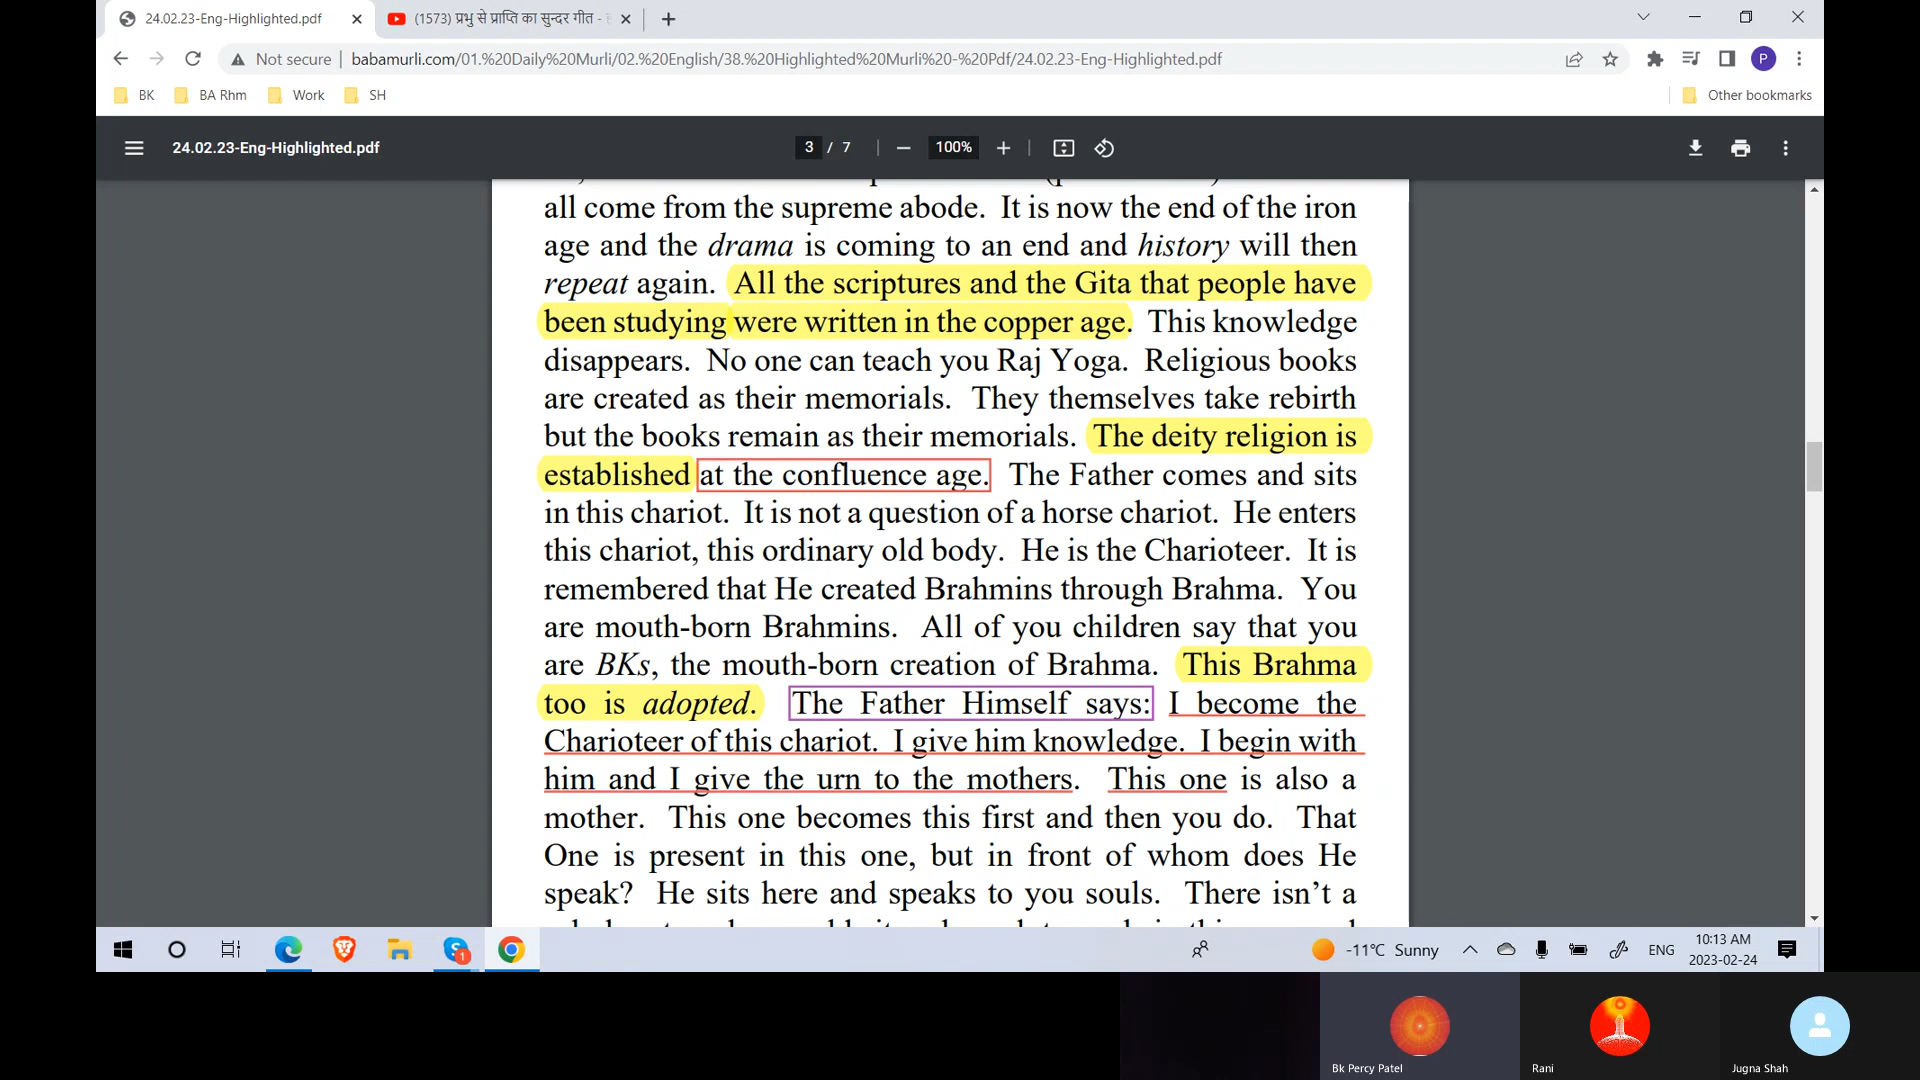 24.02.23-Eng-Highlighted.pdf
(1573) प्रभु से प्राप्ति का सुन्दर गीत -
Not secure
babamurli.com/01.%20Daily%20Murli/02.%20English/38.%20Highlighted%20Murli%20-%20Pdf/24.02.23-Eng-Highlighted.pdf
P
BK
BA Rhm
Work
SH
Other bookmarks
24.02.23-Eng-Highlighted.pdf
3 / 7
100%
all come from the supreme abode. It is now the end of the iron
age and the drama is coming to an end and history will then
repeat again. All the scriptures and the Gita that people have
been studying were written in the copper age. This knowledge
disappears. No one can teach you Raj Yoga. Religious books
are created as their memorials. They themselves take rebirth
but the books remain as their memorials. The deity religion is
established at the confluence age. The Father comes and sits
in this chariot. It is not a question of a horse chariot. He enters
this chariot, this ordinary old body. He is the Charioteer. It is
remembered that He created Brahmins through Brahma. You
are mouth-born Brahmins. All of you children say that you
are BKs, the mouth-born creation of Brahma. This Brahma
too is adopted. The Father Himself says: I become the
Charioteer of this chariot. I give him knowledge. I begin with
him and I give the urn to the mothers. This one is also a
mother. This one becomes this first and then you do. That
One is present in this one, but in front of whom does He
speak? He sits here and speaks to you souls. There isn't a
1
-11°C Sunny
ENG
10:13 AM
2023-02-24
Bk Percy Patel
Rani
Jugna Shah